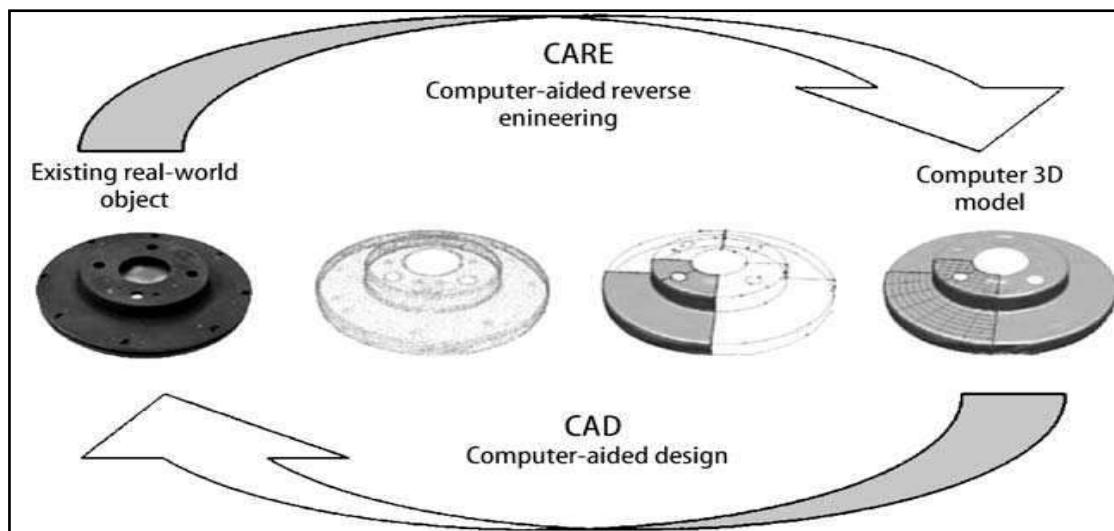 CARE
Computer-aided reverse
enineering
Existing real-world
object
Computer 3D
model
CAD
Computer-aided design